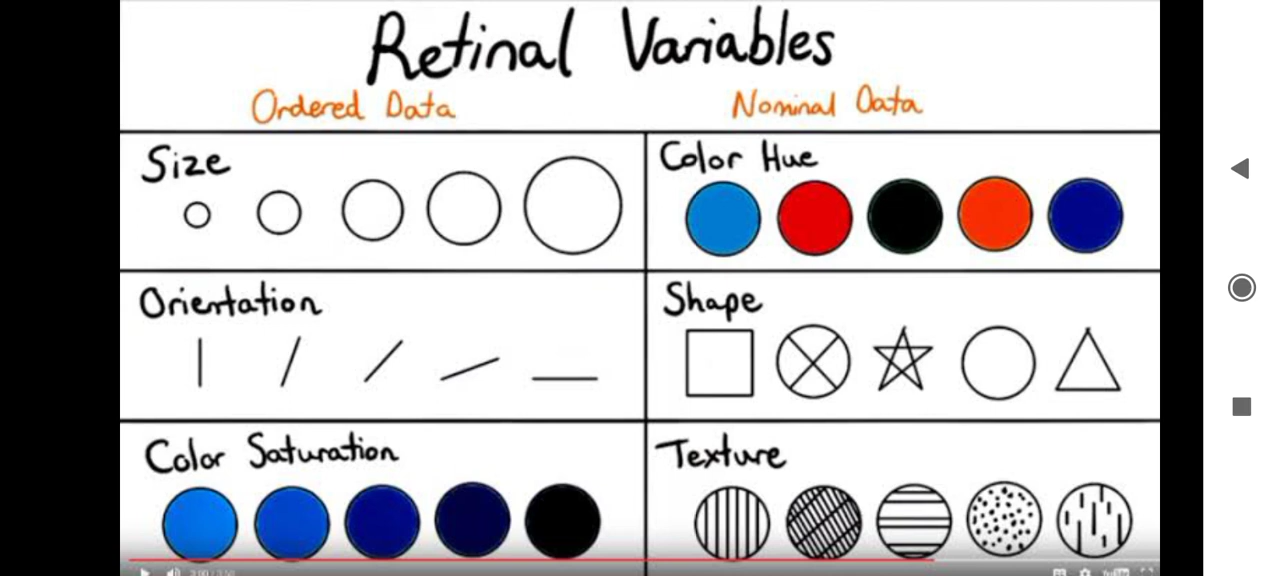 Retinal Variables
Ordered Data
Nominal Data
Size
Color Hue
Orientation
Shape
Color Saturation
Texture